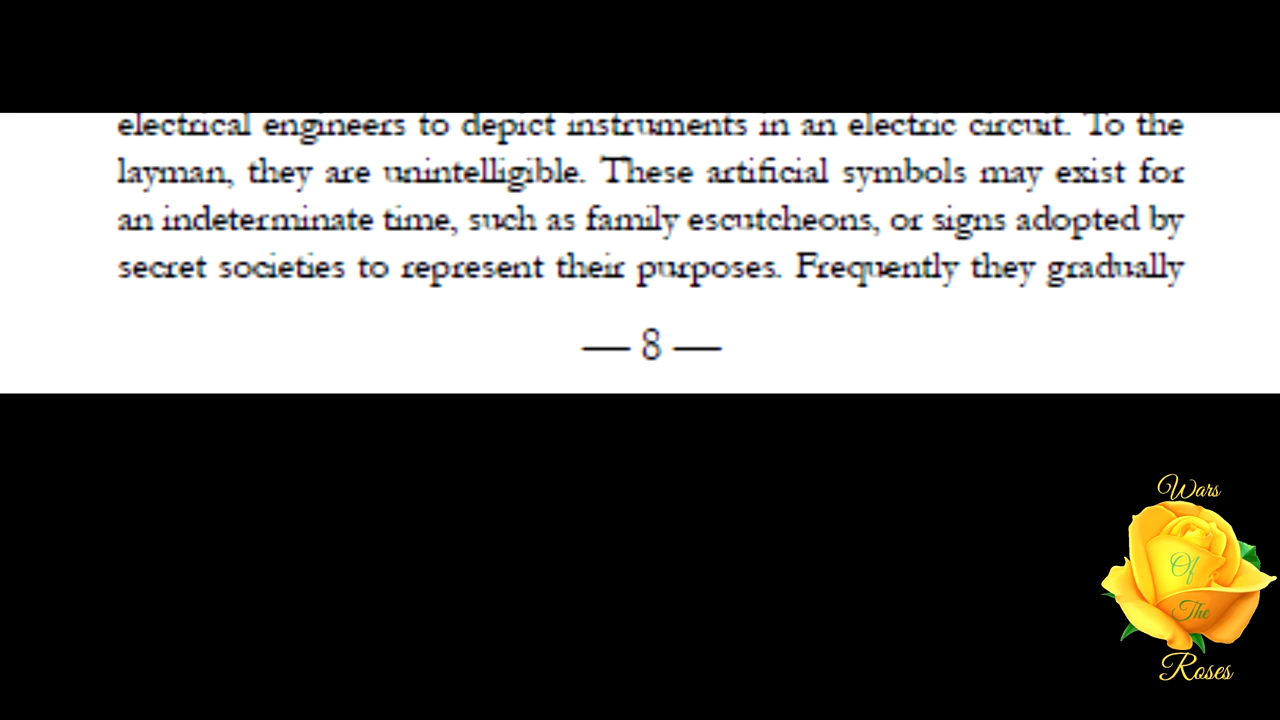 electrical engineers to depict instruments in an electric circuit. To the
layman, they are unintelligible. These artificial symbols may exist for
an indeterminate time, such as family escutcheons, or signs adopted by
secret societies to represent their purposes. Frequently they gradually
— 8 —
Wars
Of
The
Roses